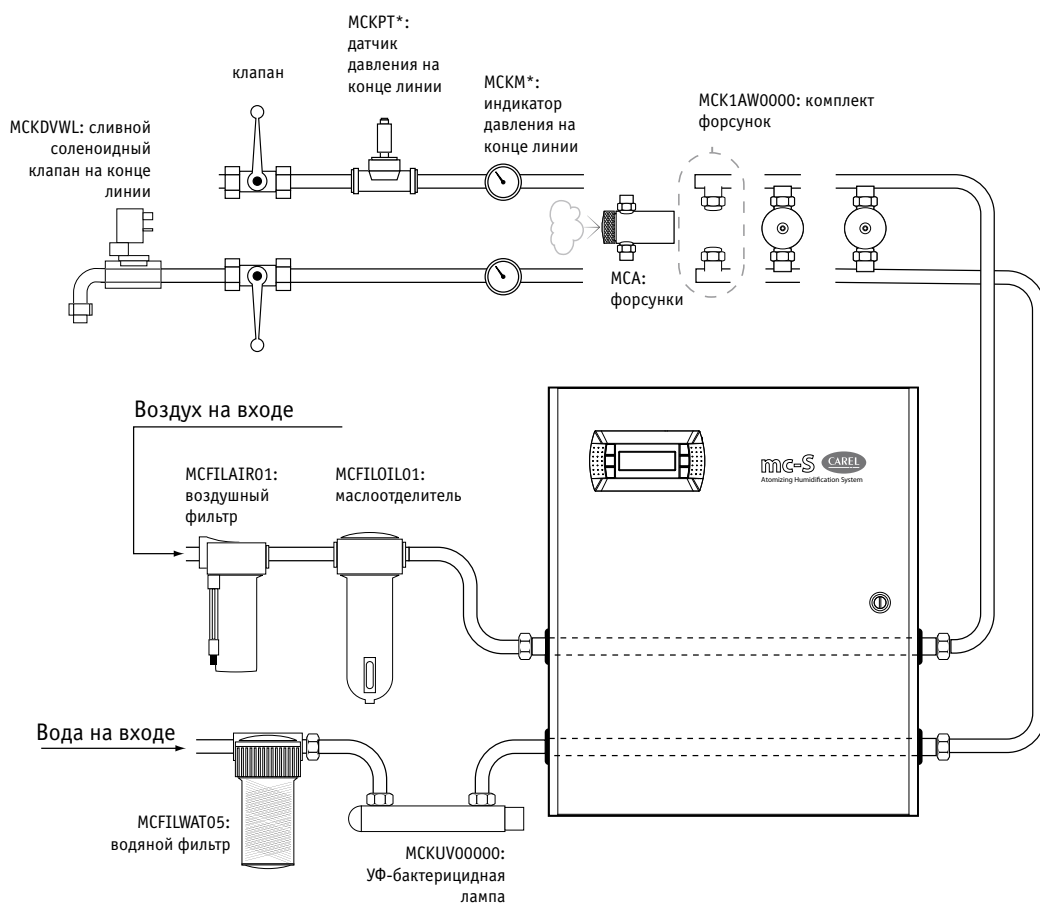 MCKPT*:
датчик
давления на
конце линии
клапан
MCKM*:
индикатор
давления на
конце линии
MCK1AW0000: комплект
форсунок
MCKDVWL: сливной
соленоидный
клапан на конце
линии
MCA:
форсунки
Воздух на входе
MCFILAIR01:
воздушный
фильтр
MCFILOIL01:
маслоотделитель
mc-S CAREL
Atomizing Humidification System
Вода на входе
MCFILWAT05:
водяной фильтр
MCKUV00000:
УФ-бактерицидная
лампа